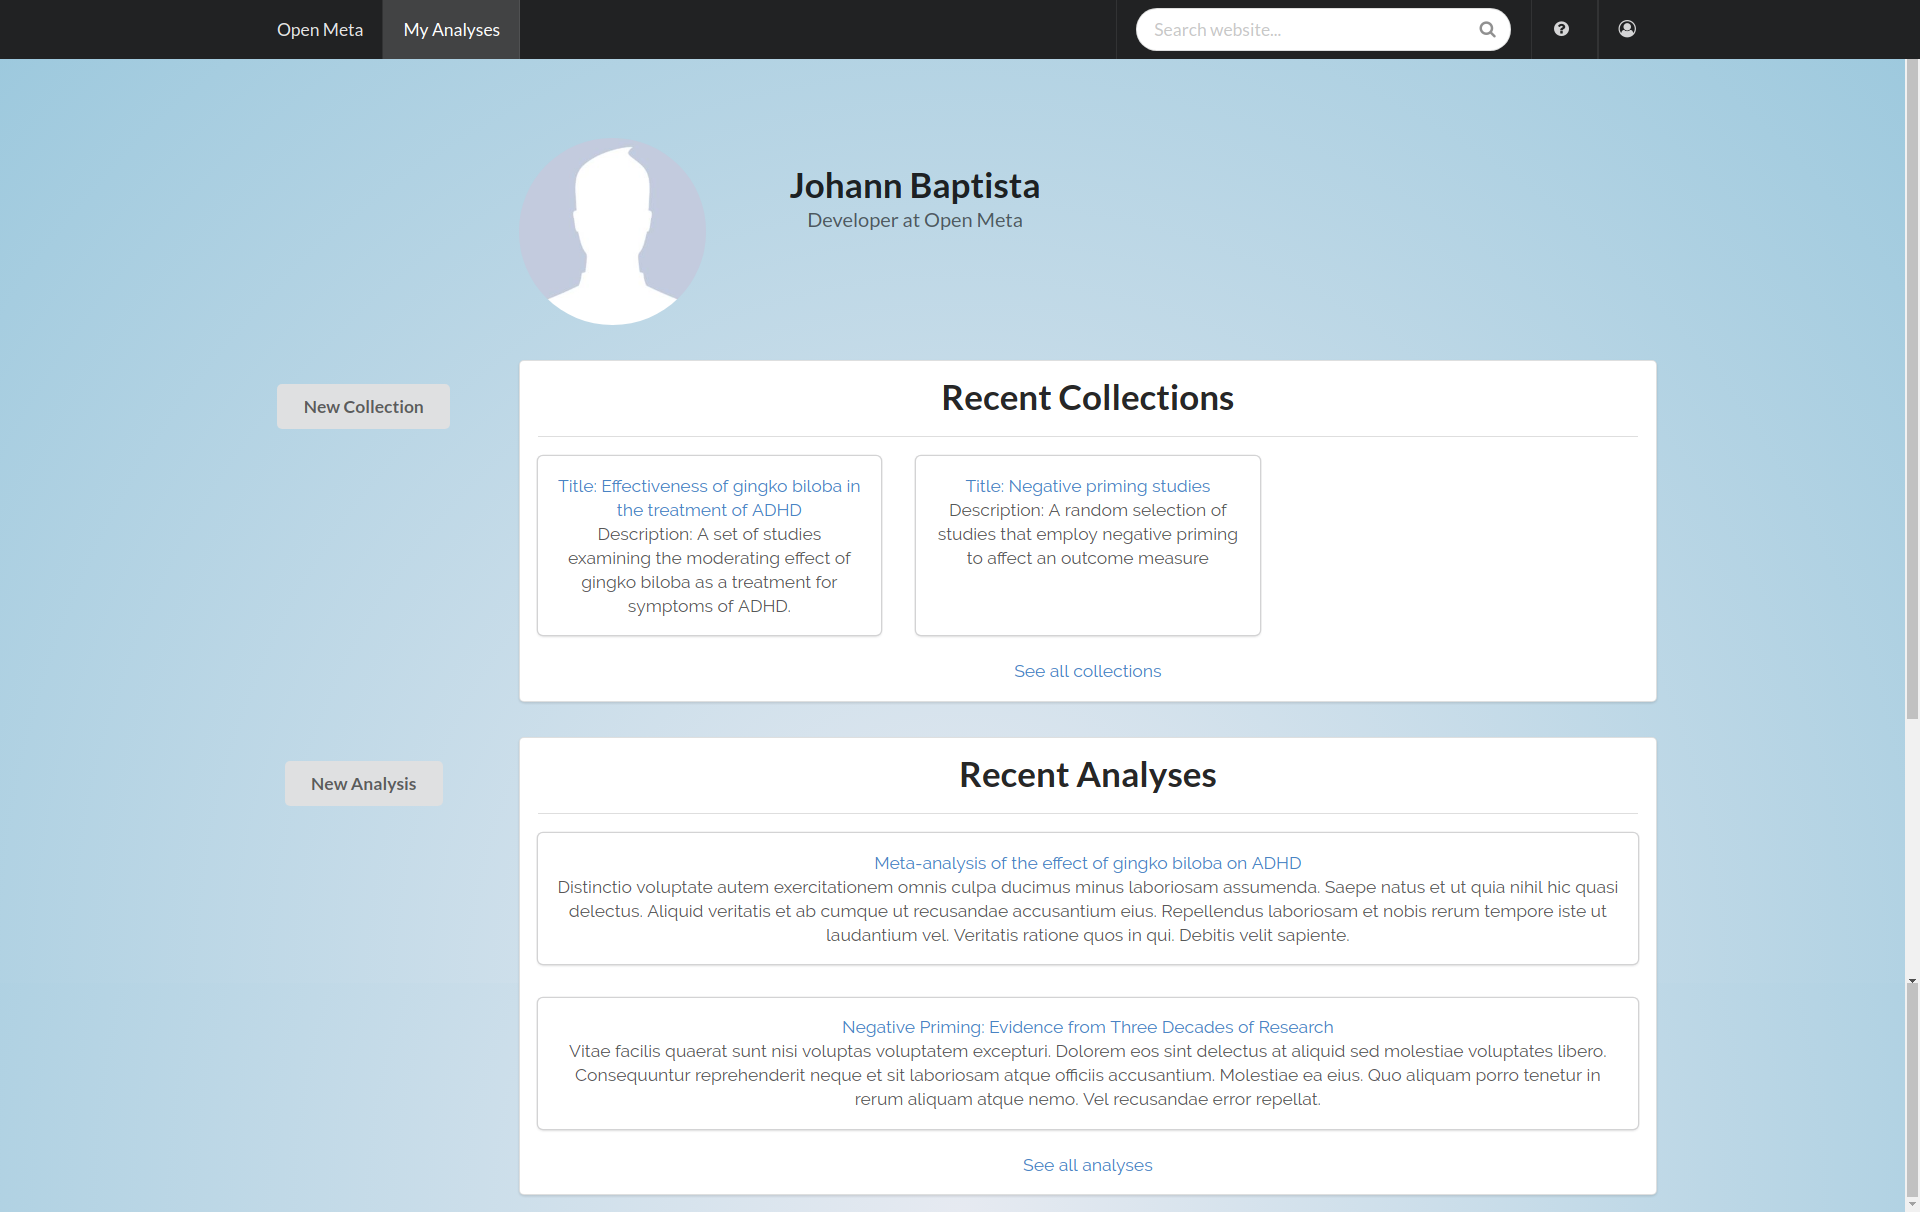 Open Meta
My Analyses
Search website...
Johann Baptista
Developer at Open Meta
New Collection
Recent Collections
Title: Effectiveness of gingko biloba in
the treatment of ADHD
Description: A set of studies
examining the moderating effect of
gingko biloba as a treatment for
symptoms of ADHD.
Title: Negative priming studies
Description: A random selection of
studies that employ negative priming
to affect an outcome measure
See all collections
New Analysis
Recent Analyses
Meta-analysis of the effect of gingko biloba on ADHD
Distinctio voluptate autem exercitationem omnis culpa ducimus minus laboriosam assumenda. Saepe natus et ut quia nihil hic quasi
delectus. Aliquid veritatis et ab cumque ut recusandae accusantium eius. Repellendus laboriosam et nobis rerum tempore iste ut
laudantium vel. Veritatis ratione quos in qui. Debitis velit sapiente.
Negative Priming: Evidence from Three Decades of Research
Vitae facilis quaerat sunt nisi voluptas voluptatem excepturi. Dolorem eos sint delectus at aliquid sed molestiae voluptates libero.
Consequuntur reprehenderit neque et sit laboriosam atque officiis accusantium. Molestiae ea eius. Quo aliquam porro tenetur in
rerum aliquam atque nemo. Vel recusandae error repellat.
See all analyses